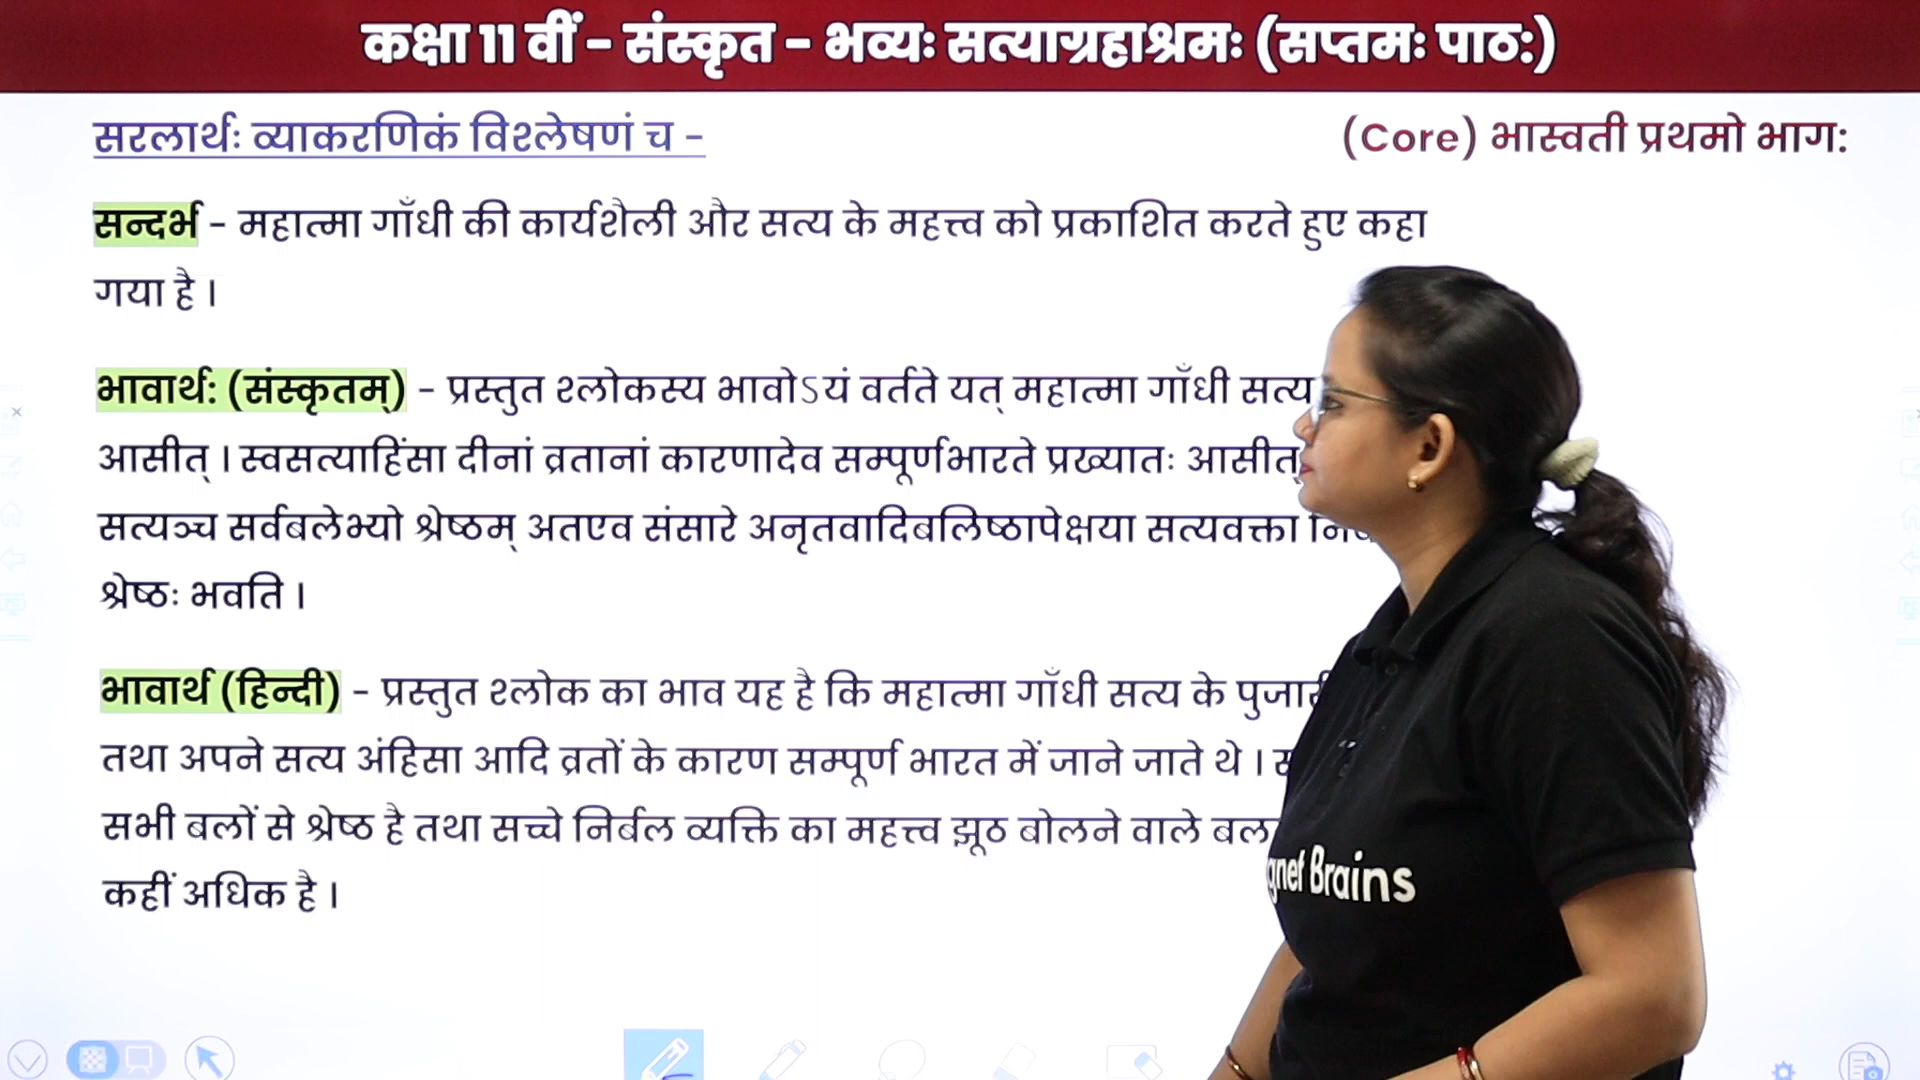 कक्षा 11 वीं - संस्कृत - भव्यः सत्याग्रहाश्रमः (सप्तमः पाठः)
सरलार्थः व्याकरणिकं विश्लेषणं च -
(Core) भास्वती प्रथमो भाग:
सन्दर्भ - महात्मा गाँधी की कार्यशैली और सत्य के महत्त्व को प्रकाशित करते हुए कहा
गया है ।
भावार्थ: (संस्कृतम्) - प्रस्तुत श्लोकस्य भावोऽयं वर्तते यत् महात्मा गाँधी सत्य
आसीत् । स्वसत्याहिंसा दीनां व्रतानां कारणादेव सम्पूर्णभारते प्रख्यातः आसीत्
सत्यञ्च सर्वबलेभ्यो श्रेष्ठम् अतएव संसारे अनृतवादिबलिष्ठापेक्षया सत्यवक्ता
श्रेष्ठः भवति ।
भावार्थ (हिन्दी) - प्रस्तुत श्लोक का भाव यह है कि महात्मा गाँधी सत्य के
तथा अपने सत्य अंहिसा आदि व्रतों के कारण सम्पूर्ण भारत में जाने जाते थे ।
सभी बलों से श्रेष्ठ है तथा सच्चे निर्बल व्यक्ति का महत्त्व झूठ बोलने वाले
कहीं अधिक है ।
Brains